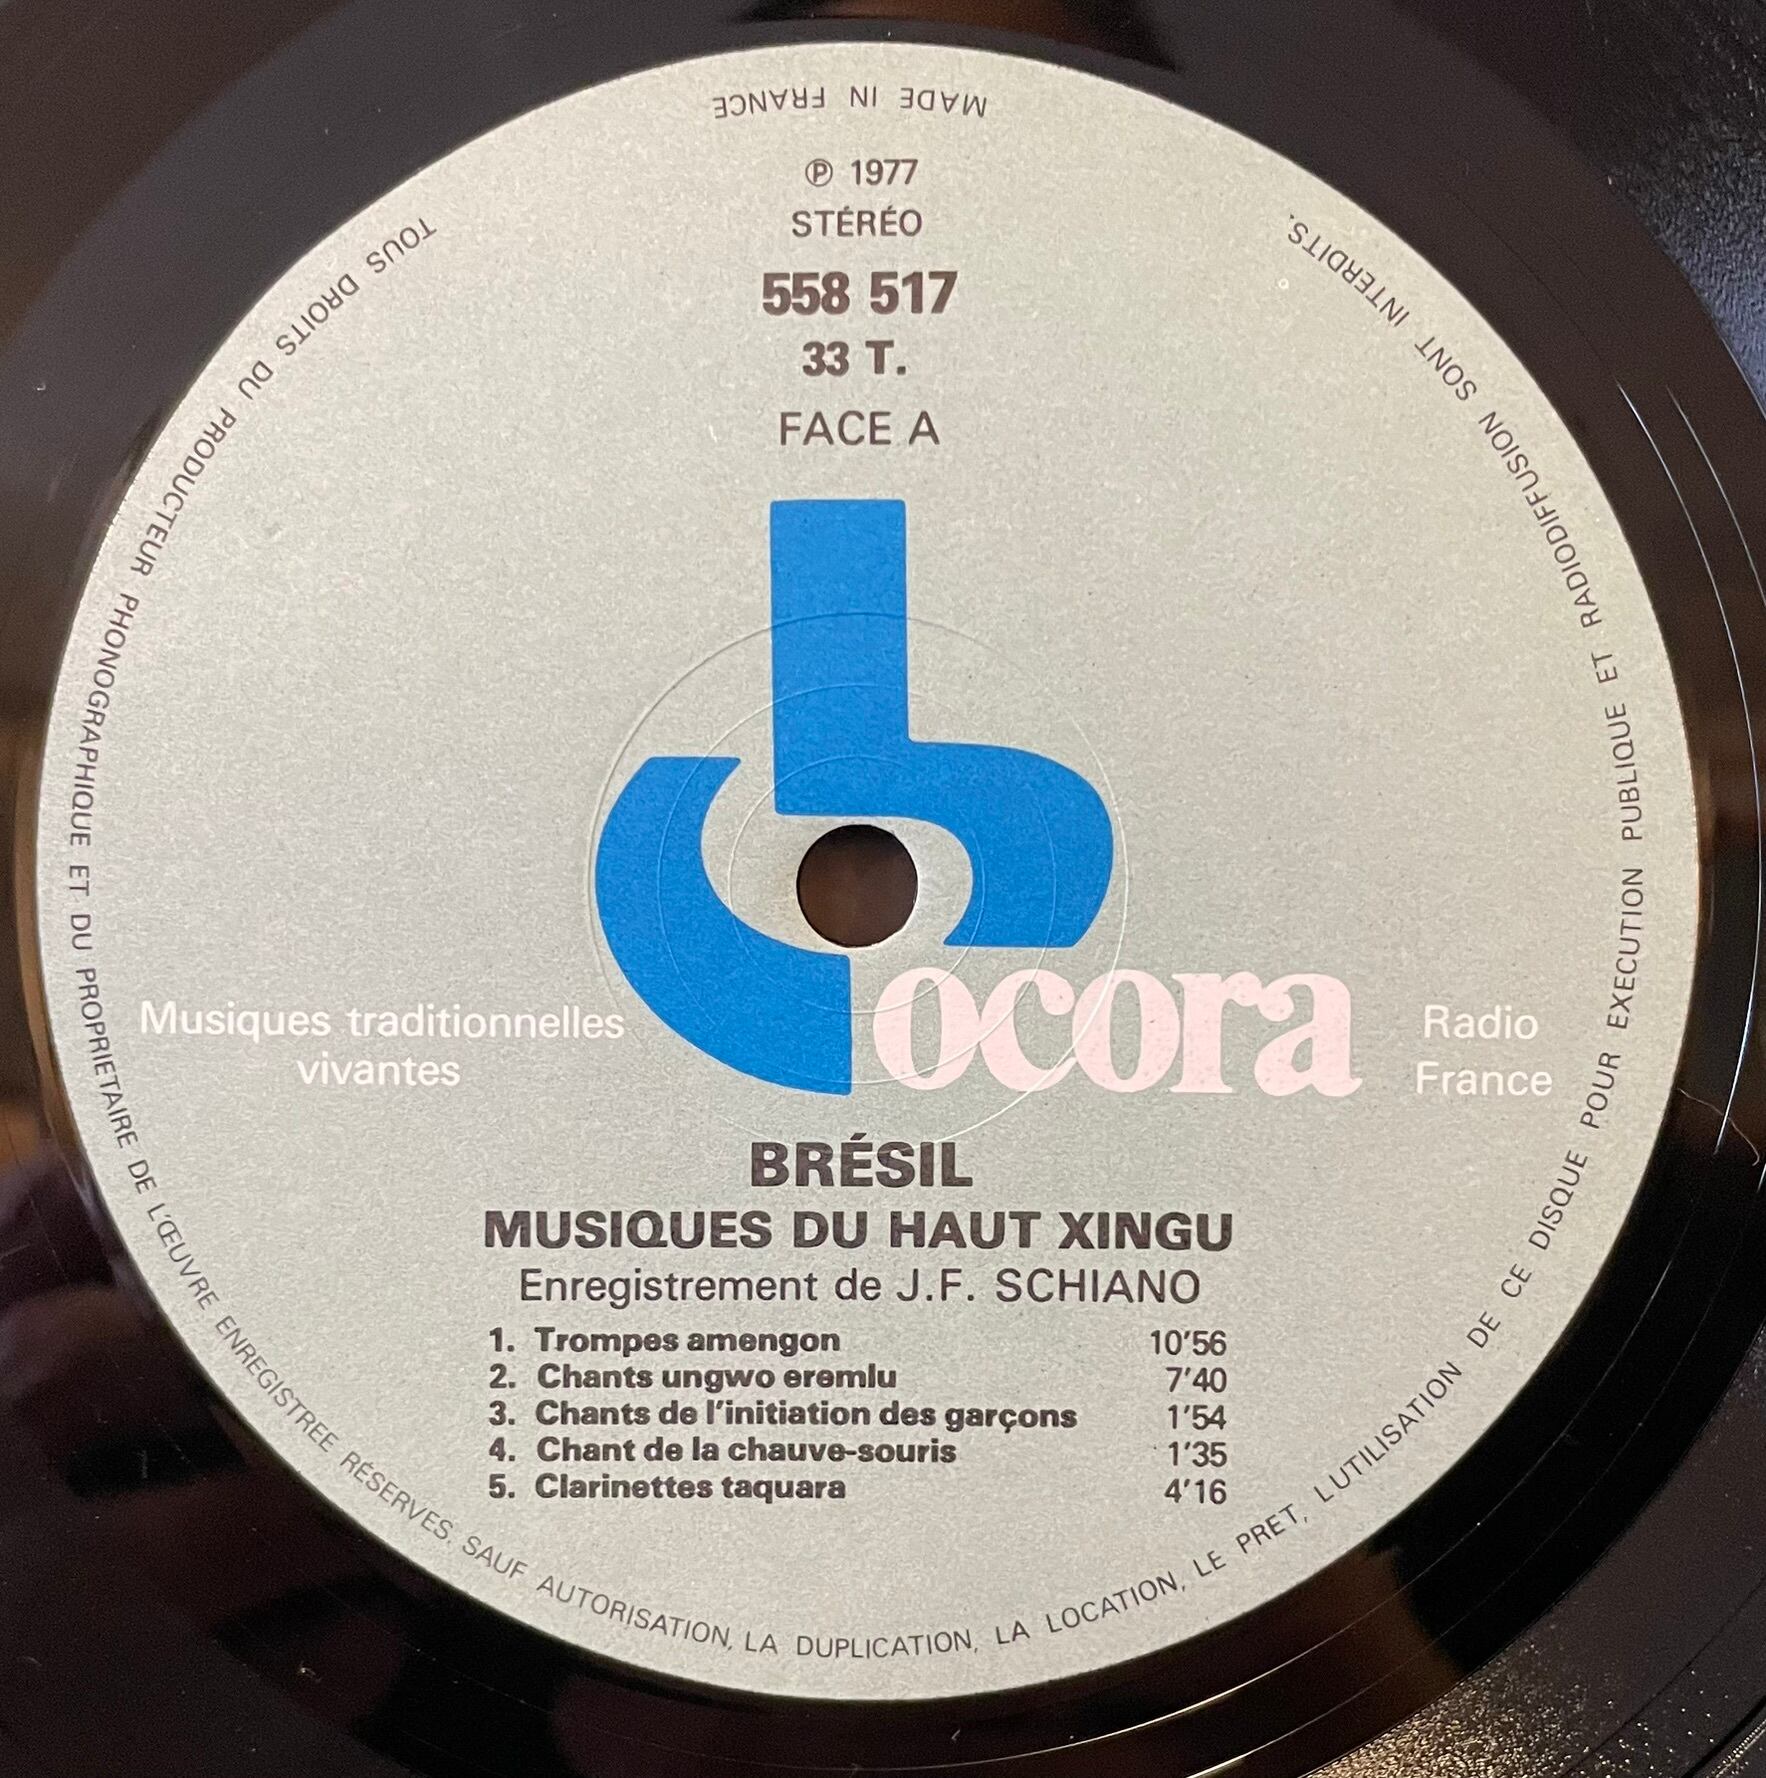 MADE IN FRANCE
℗ 1977
STÉRÉO
558 517
33 T.
FACE A
Musiques traditionnelles
vivantes
ocora
Radio
France
BRÉSIL
MUSIQUES DU HAUT XINGU
Enregistrement de J.F. SCHIANO
1. Trompes amengon 10'56
2. Chants ungwo eremlu 7'40
3. Chants de l'initiation des garçons 1'54
4. Chant de la chauve-souris 1'35
5. Clarinettes taquara 4'16
TOUS DROITS DU PRODUCTEUR PHONOGRAPHIQUE ET DU PROPRIETAIRE DE L'ŒUVRE ENREGISTREE RÉSERVES. SAUF AUTORISATION, LA DUPLICATION, LA LOCATION, LE PRET, L'UTILISATION DE CE DISQUE POUR EXECUTION PUBLIQUE ET RADIODIFFUSION SONT INTERDITS.